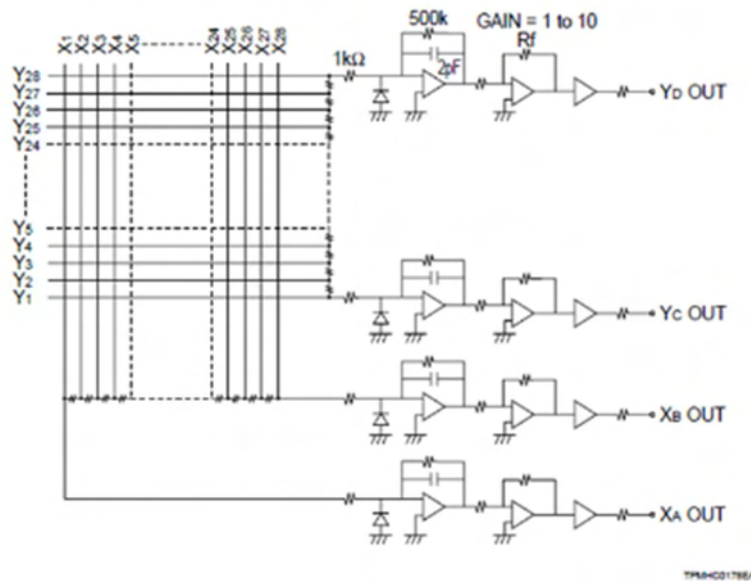 500k GAIN = 1 to 10
Rf
1kΩ
2pF
X1 X2 X3 X4 X5 X24 X25 X26 X27 X28
Y28
Y27
Y26
Y25
Y24
Y5
Y4
Y3
Y2
Y1
YD OUT
YC OUT
XB OUT
XA OUT